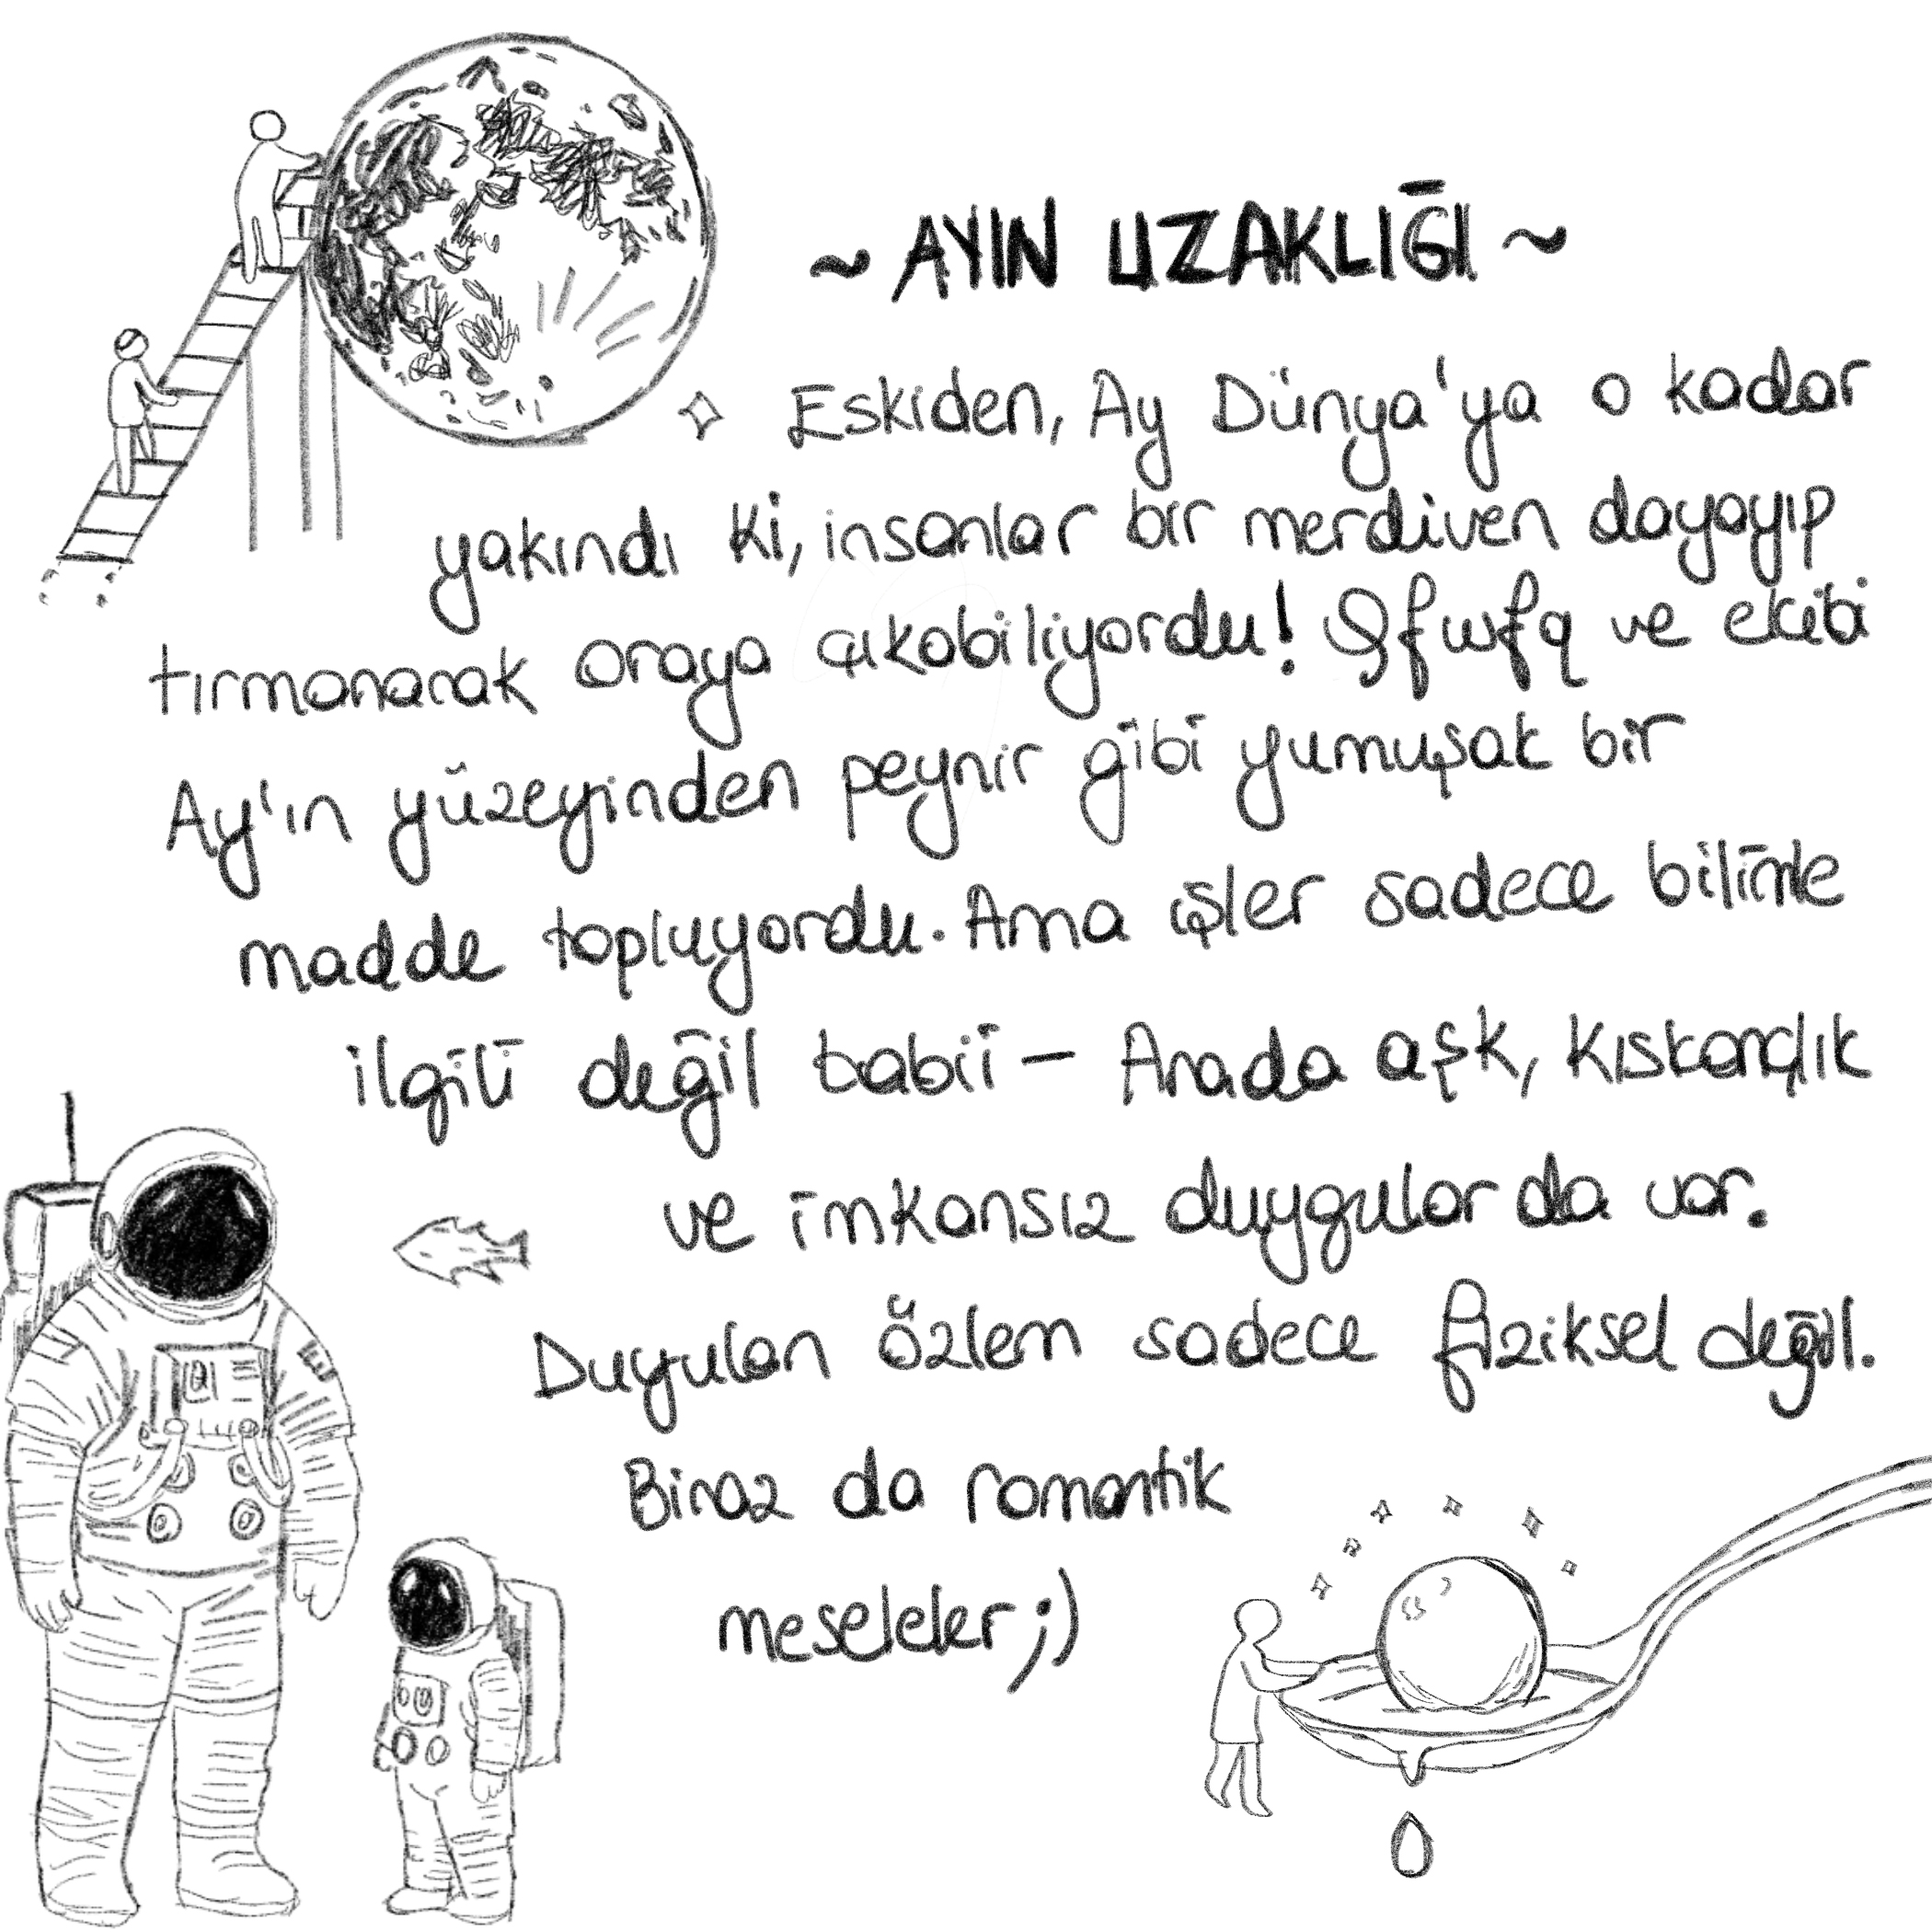 ~ AYIN UZAKLIĞI ~
Eskiden, Ay Dünya'ya o kadar
yakındı ki, insanlar bir merdiven dayayıp
tırmanarak oraya çıkabiliyordu! Qfwfq ve ekibi
Ay'ın yüzeyinden peynir gibi yumuşak bir
madde topluyordu. Ama işler sadece bilimle
ilgili değil tabii - Arada aşk, kıskançlık
ve imkansız duygular da var.
Duyulan özlem sadece fiziksel değil.
Biraz da romantik
meseleler ;)